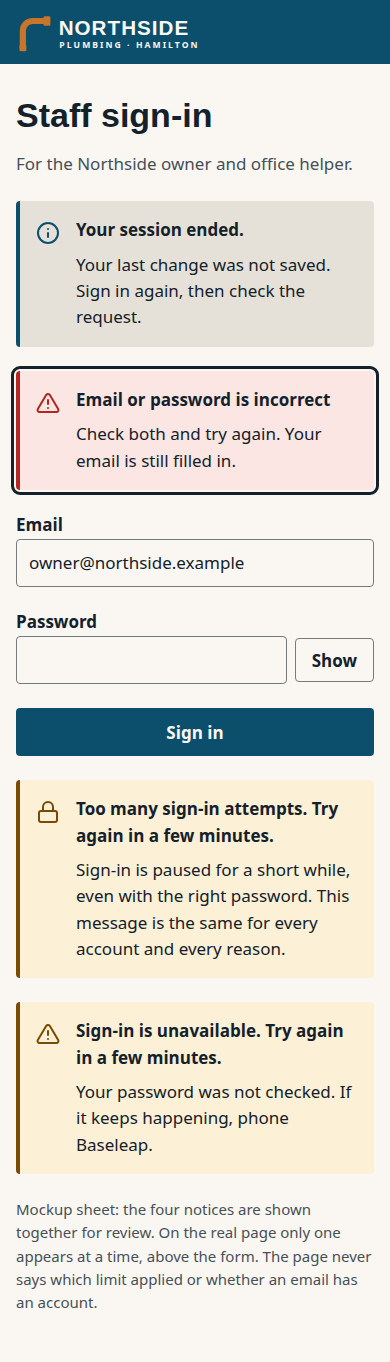 NORTHSIDE
PLUMBING · HAMILTON
Staff sign-in
For the Northside owner and office helper.
Your session ended.
Your last change was not saved.
Sign in again, then check the
request.
Email or password is incorrect
Check both and try again. Your
email is still filled in.
Email
owner@northside.example
Password
Show
Sign in
Too many sign-in attempts. Try
again in a few minutes.
Sign-in is paused for a short while,
even with the right password. This
message is the same for every
account and every reason.
Sign-in is unavailable. Try again
in a few minutes.
Your password was not checked. If
it keeps happening, phone
Baseleap.
Mockup sheet: the four notices are shown
together for review. On the real page only one
appears at a time, above the form. The page never
says which limit applied or whether an email has
an account.